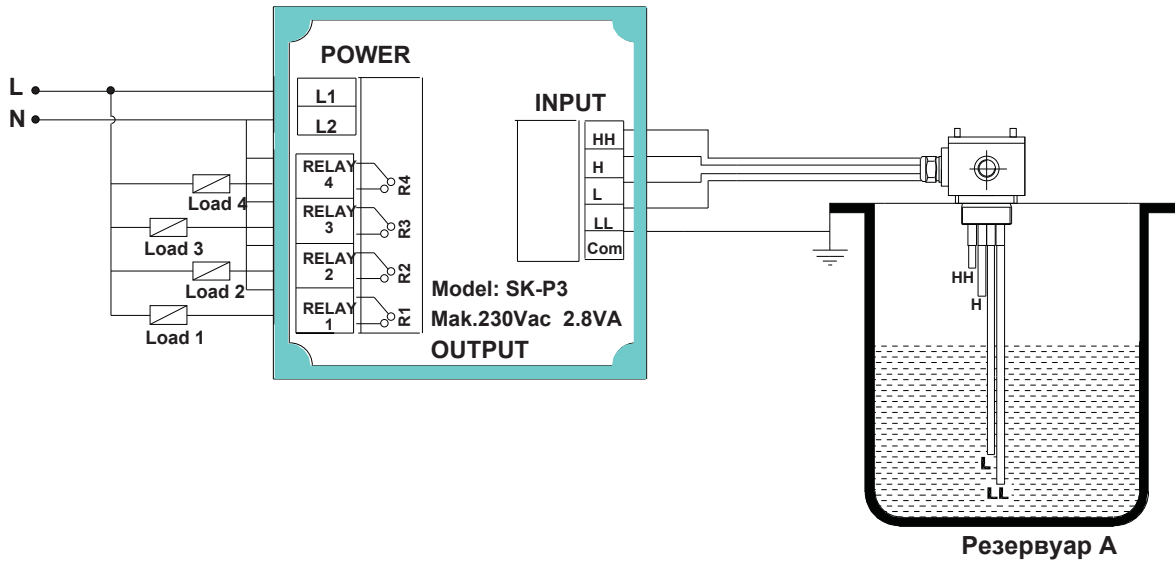 POWER
L
L1
INPUT
N
L2
HH
RELAY
4
R4
H
Load 4
L
RELAY
3
R3
Load 3
LL
RELAY
2
R2
Com
Load 2
Model: SK-P3
RELAY
1
R1
Mak.230Vac 2.8VA
Load 1
OUTPUT
HH
H
L
LL
Резервуар А